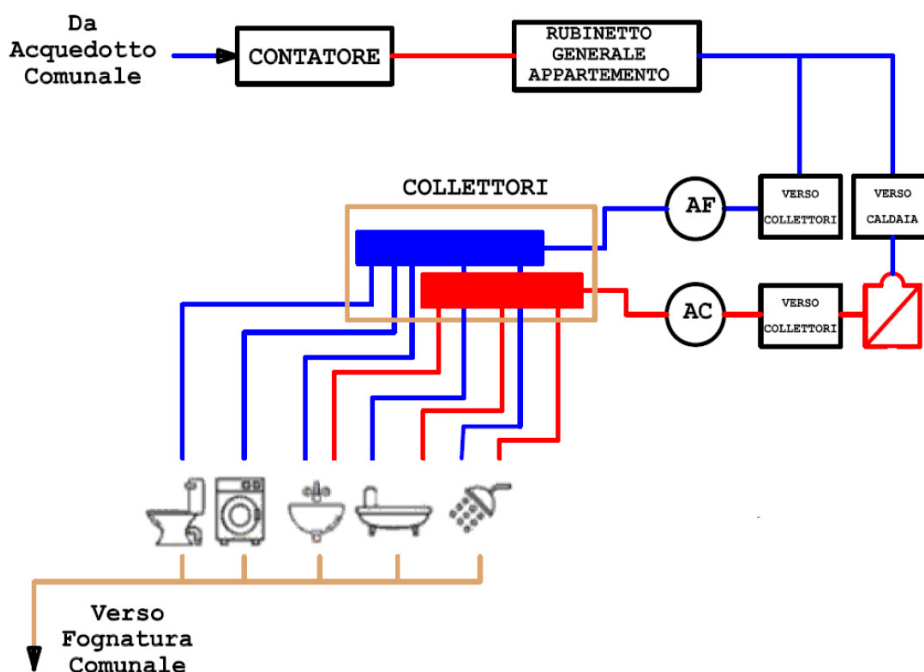 Da
Acquedotto
Comunale
CONTATORE
RUBINETTO
GENERALE
APPARTEMENTO
COLLETTORI
AF
VERSO
COLLETTORI
VERSO
CALDAIA
AC
VERSO
COLLETTORI
Verso
Fognatura
Comunale